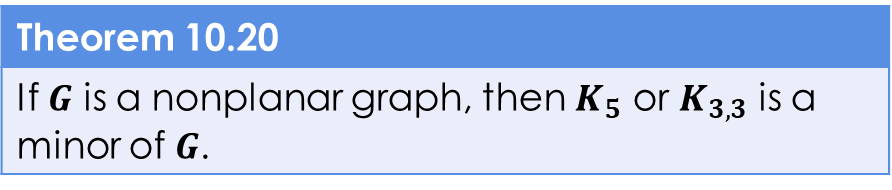 Theorem 10.20
If G is a nonplanar graph, then K₅ or K₃,₃ is a
minor of G.